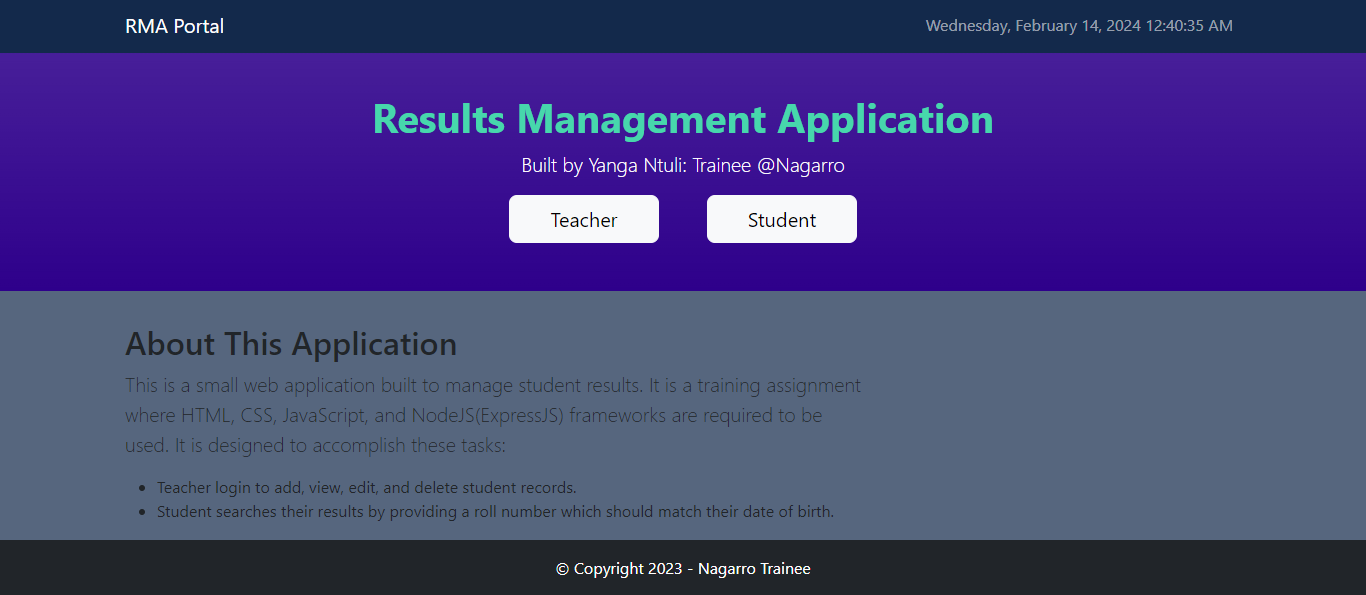 RMA Portal
Wednesday, February 14, 2024 12:40:35 AM
Results Management Application
Built by Yanga Ntuli: Trainee @Nagarro
Teacher
Student
About This Application
This is a small web application built to manage student results. It is a training assignment
where HTML, CSS, JavaScript, and NodeJS(ExpressJS) frameworks are required to be
used. It is designed to accomplish these tasks:
• Teacher login to add, view, edit, and delete student records.
• Student searches their results by providing a roll number which should match their date of birth.
© Copyright 2023 - Nagarro Trainee